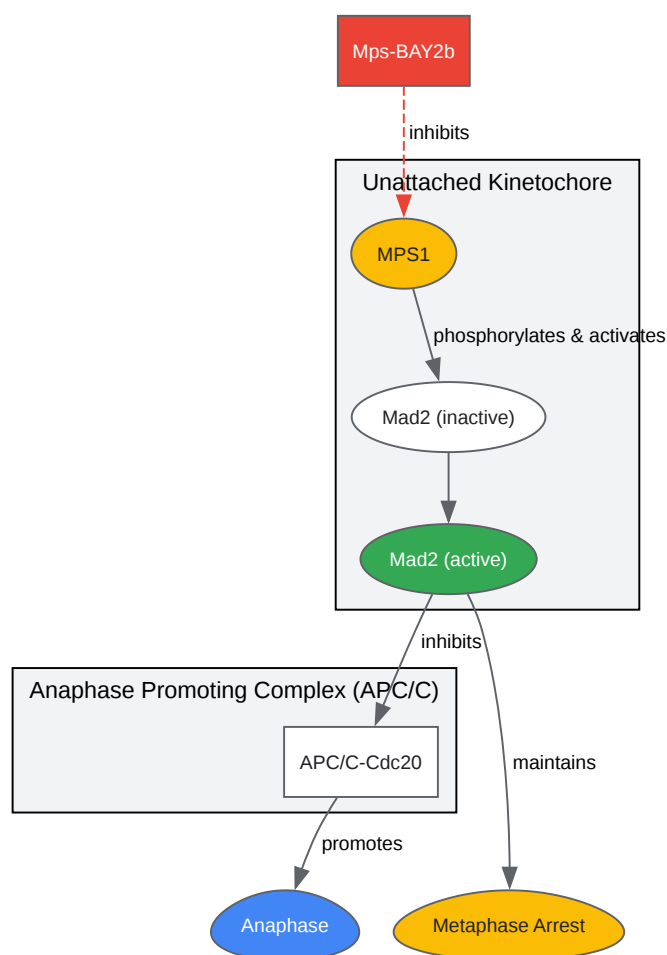 Mps-BAY2b
inhibits
Unattached Kinetochore
MPS1
phosphorylates & activates
Mad2 (inactive)
Mad2 (active)
inhibits
Anaphase Promoting Complex (APC/C)
APC/C-Cdc20
maintains
promotes
Anaphase
Metaphase Arrest